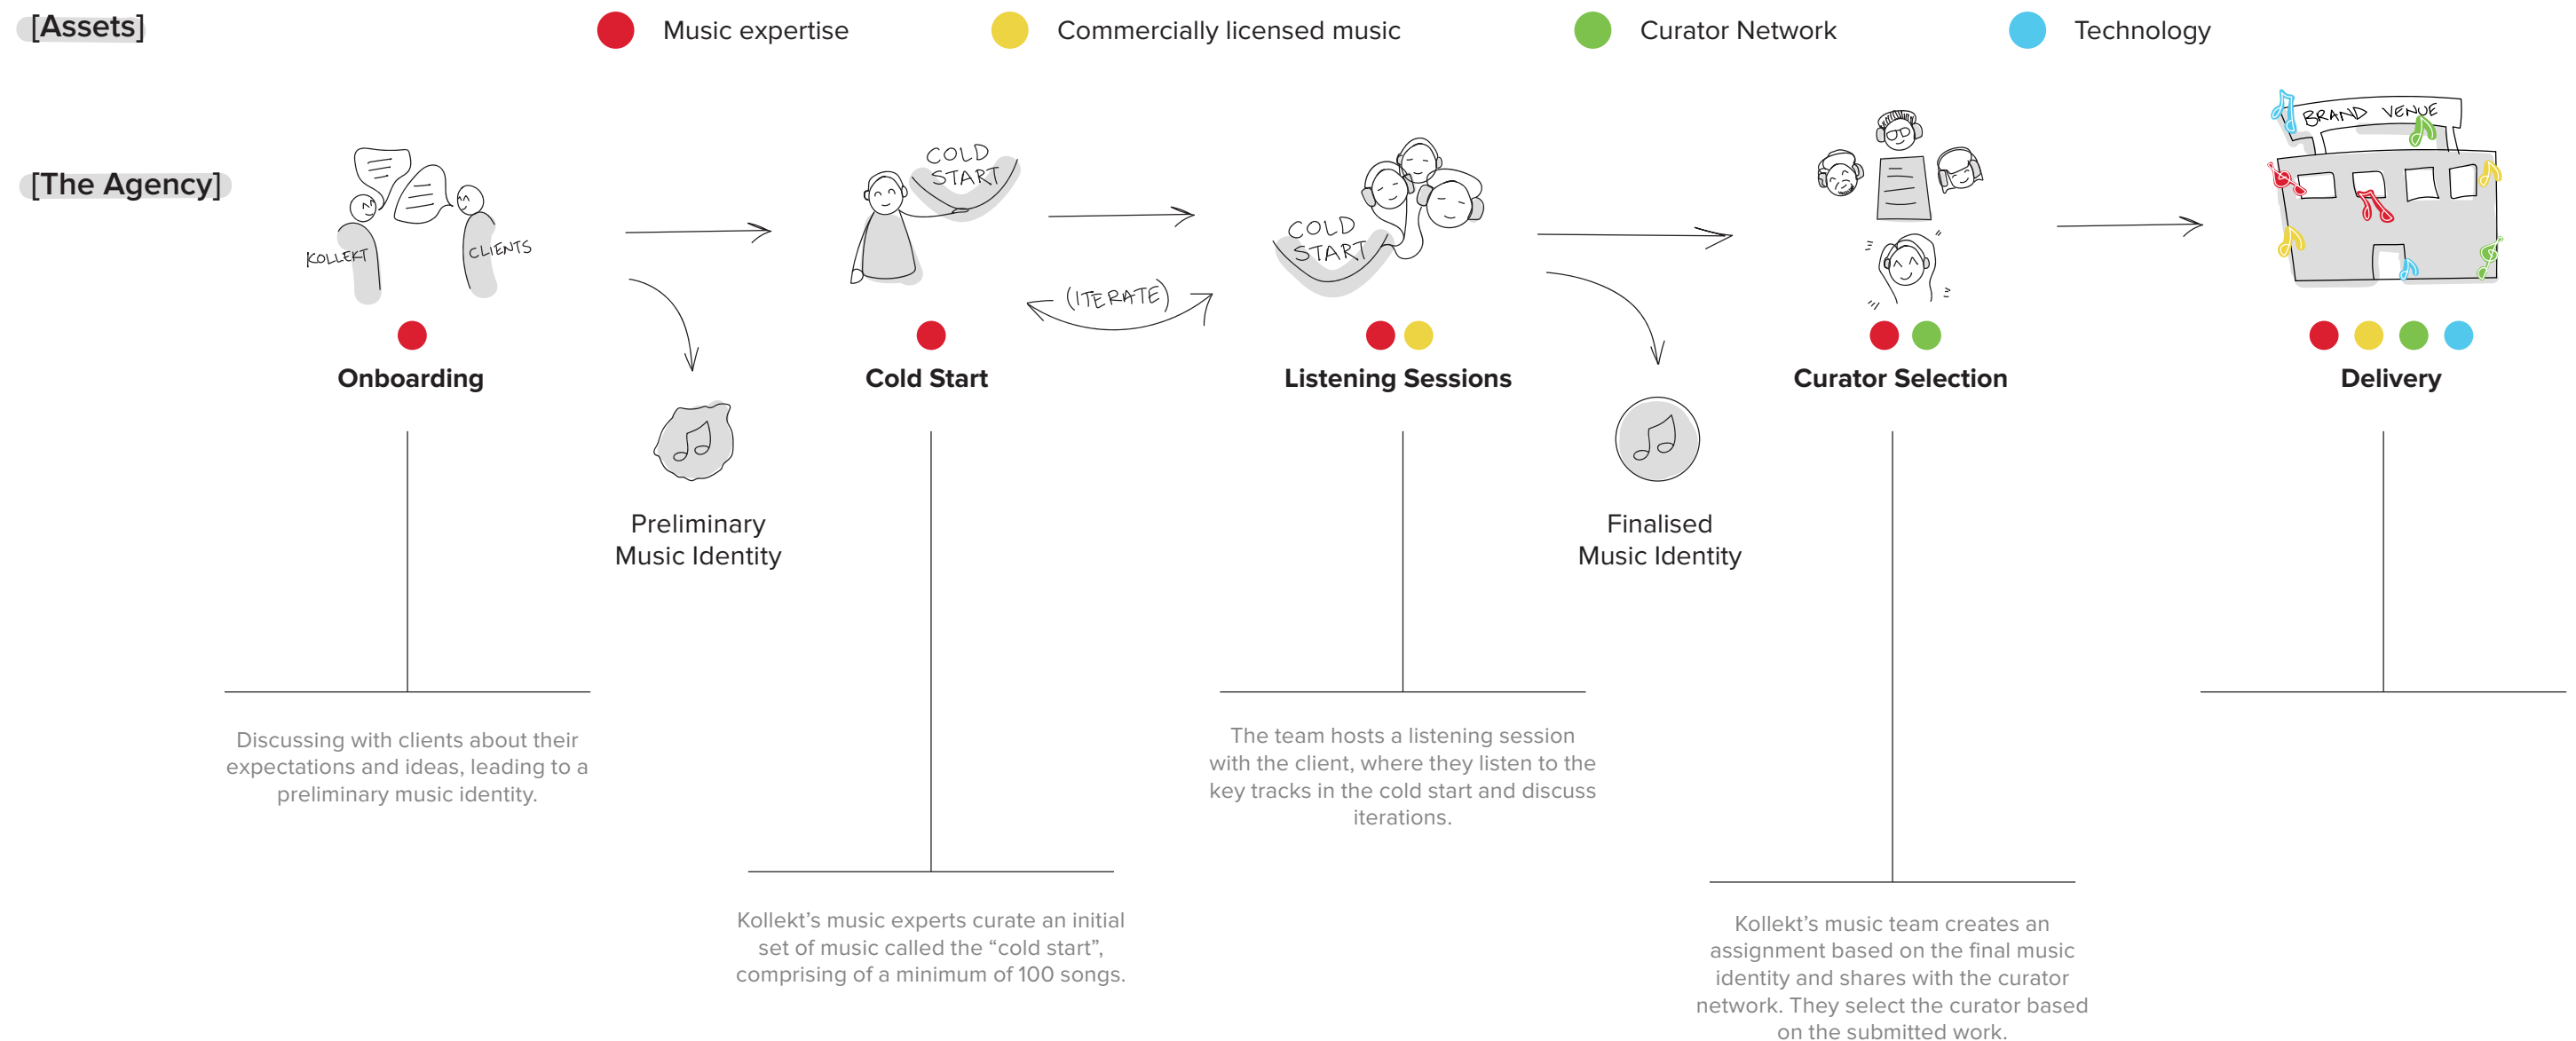 [Assets]
Music expertise
Commercially licensed music
Curator Network
Technology
[The Agency]
KOLLEKT
CLIENTS
COLD
START
(ITERATE)
COLD
START
BRAND VENUE
Onboarding
Cold Start
Listening Sessions
Curator Selection
Delivery
Preliminary
Music Identity
Finalised
Music Identity
Discussing with clients about their
expectations and ideas, leading to a
preliminary music identity.
Kollekt’s music experts curate an initial
set of music called the “cold start”,
comprising of a minimum of 100 songs.
The team hosts a listening session
with the client, where they listen to the
key tracks in the cold start and discuss
iterations.
Kollekt’s music team creates an
assignment based on the final music
identity and shares with the curator
network. They select the curator based
on the submitted work.